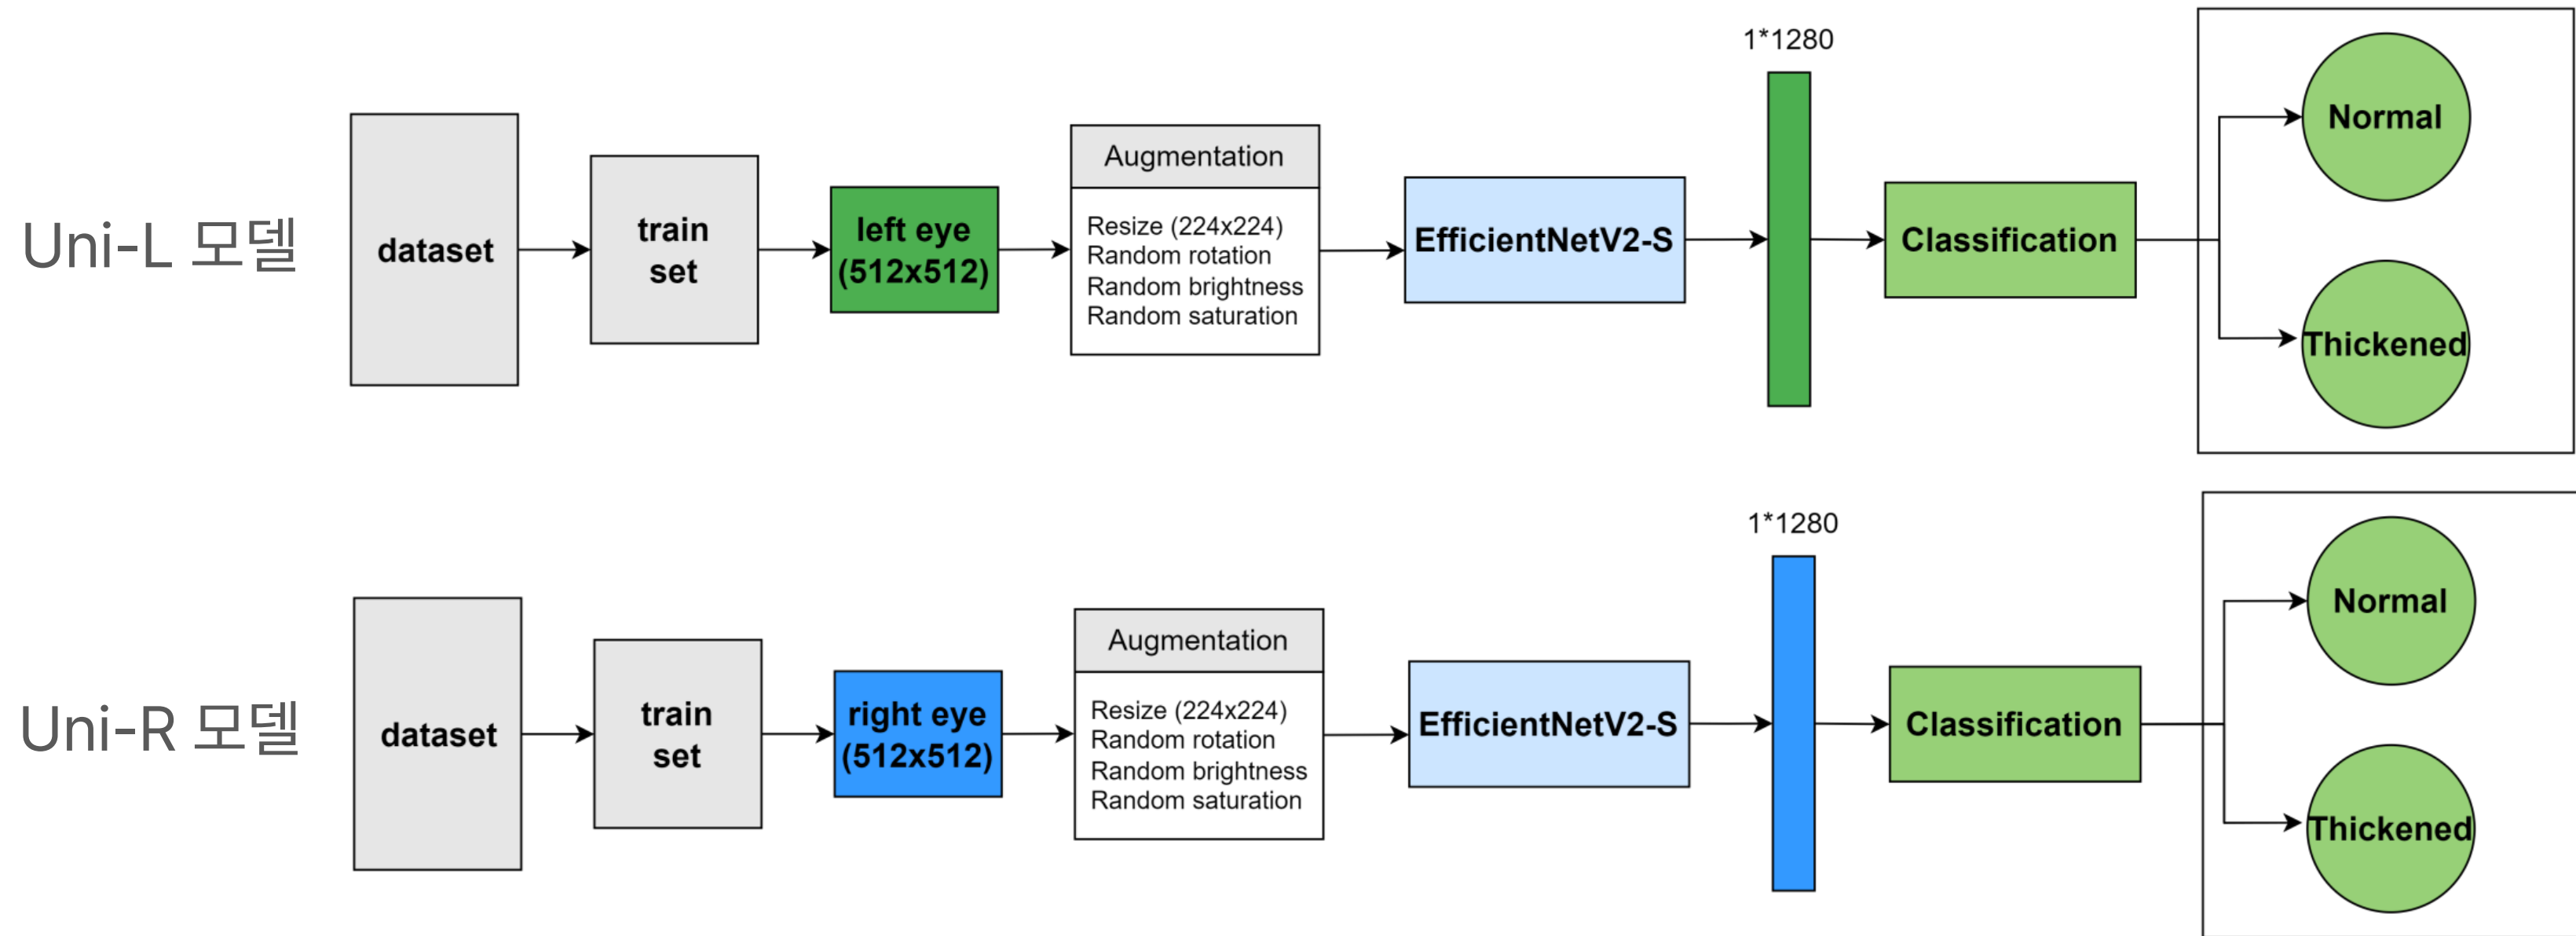 Uni-L 모델
dataset
train
set
left eye
(512x512)
Augmentation
Resize (224x224)
Random rotation
Random brightness
Random saturation
EfficientNetV2-S
1*1280
Classification
Normal
Thickened
Uni-R 모델
dataset
train
set
right eye
(512x512)
Augmentation
Resize (224x224)
Random rotation
Random brightness
Random saturation
EfficientNetV2-S
1*1280
Classification
Normal
Thickened